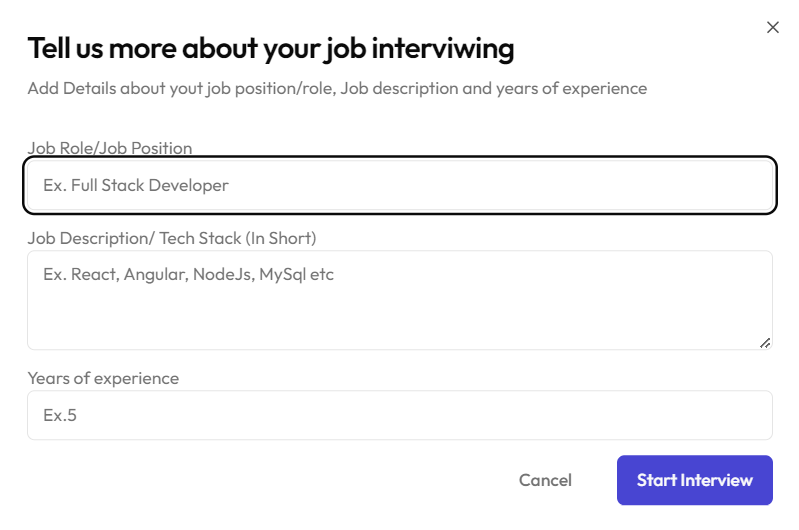 Tell us more about your job interviwing
Add Details about yout job position/role, Job description and years of experience
Job Role/Job Position
Ex. Full Stack Developer
Job Description/ Tech Stack (In Short)
Ex. React, Angular, NodeJs, MySql etc
Years of experience
Ex.5
Cancel
Start Interview